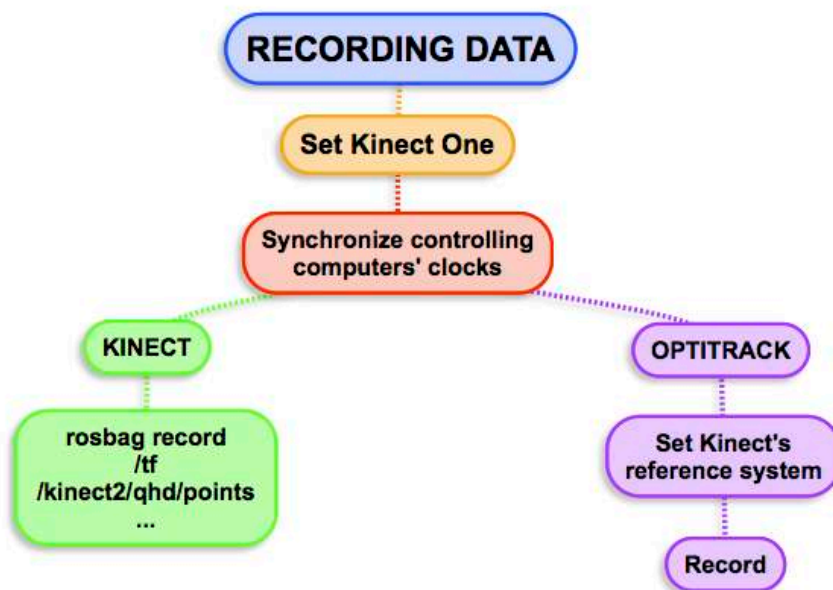 RECORDING DATA
Set Kinect One
Synchronize controlling
computers' clocks
KINECT
rosbag record
/tf
/kinect2/qhd/points
...
OPTITRACK
Set Kinect's
reference system
Record